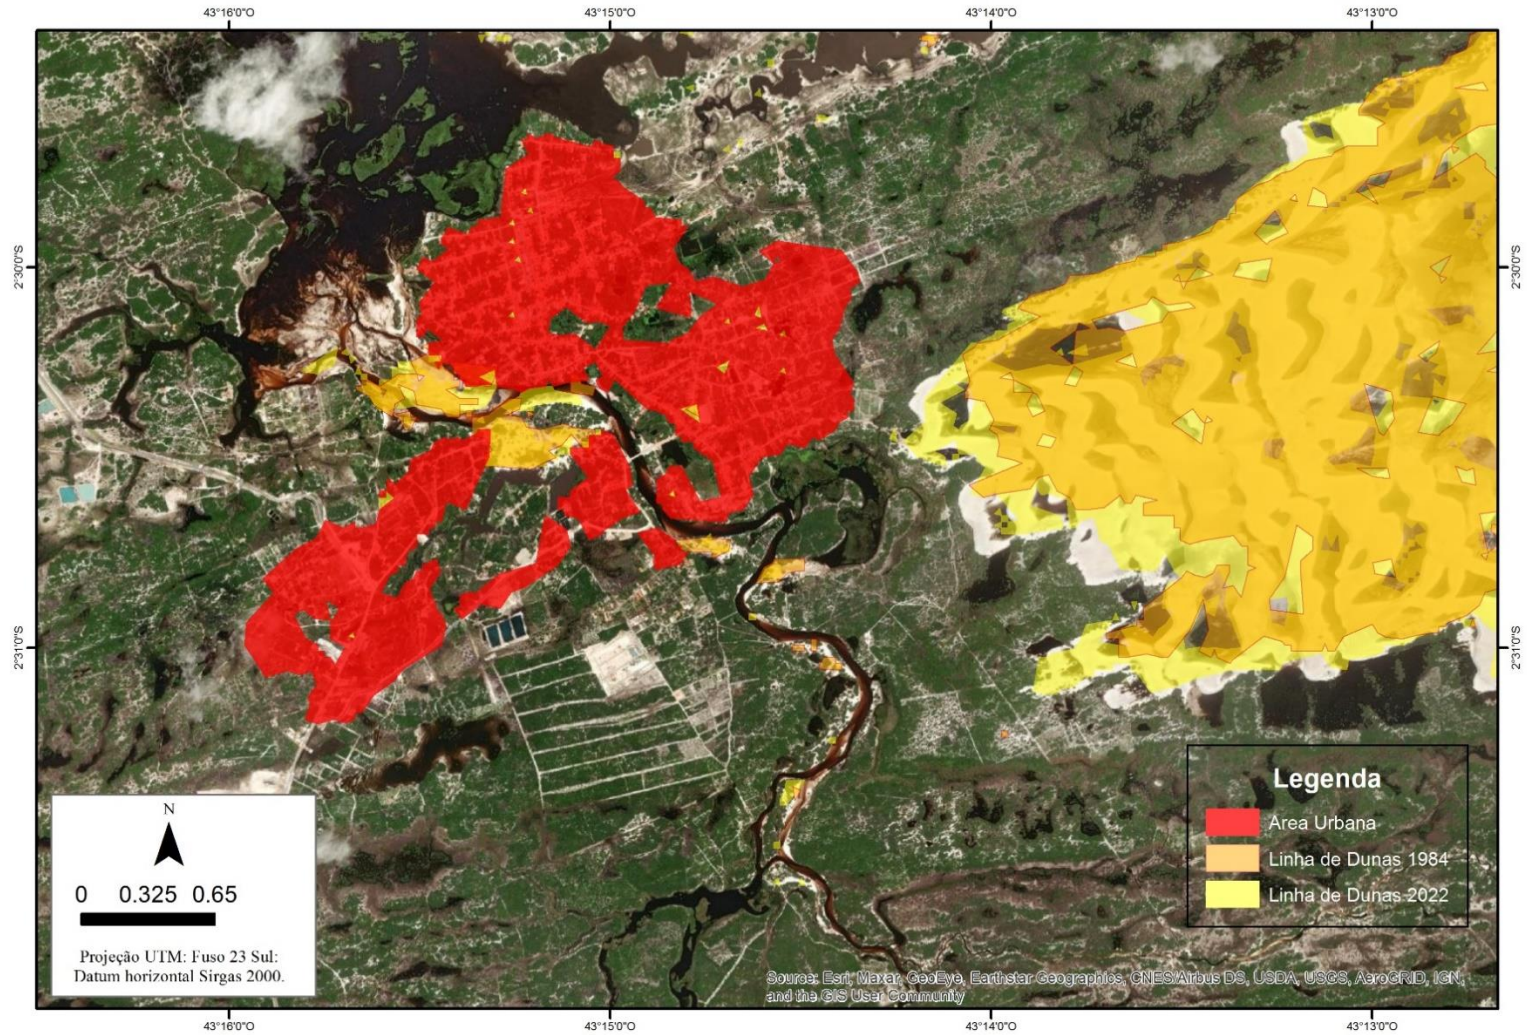 43°16'0"O 43°15'0"O 43°14'0"O 43°13'0"O
2°30'0"S 2°30'0"S
2°31'0"S 2°31'0"S
Legenda
Area Urbana
Linha de Dunas 1984
Linha de Dunas 2022
N
0 0.325 0.65
Projeção UTM: Fuso 23 Sul:
Datum horizontal Sirgas 2000.
Source: Esri, Maxar, GeoEye, Earthstar Geographics, CNES/Airbus DS, USDA, USGS, AeroGRID, IGN,
and the GIS User Community
43°16'0"O 43°15'0"O 43°14'0"O 43°13'0"O